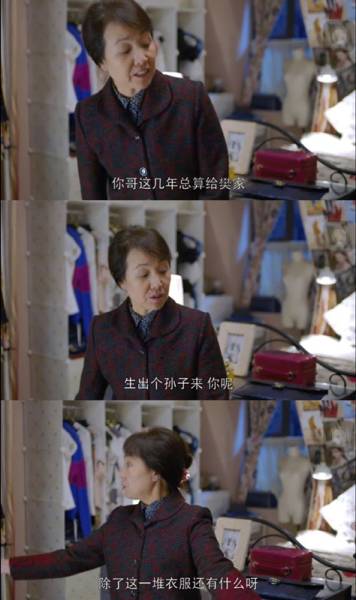 你哥这几年总算给樊家
生出个孙子来 你呢
除了这一堆衣服还有什么呀